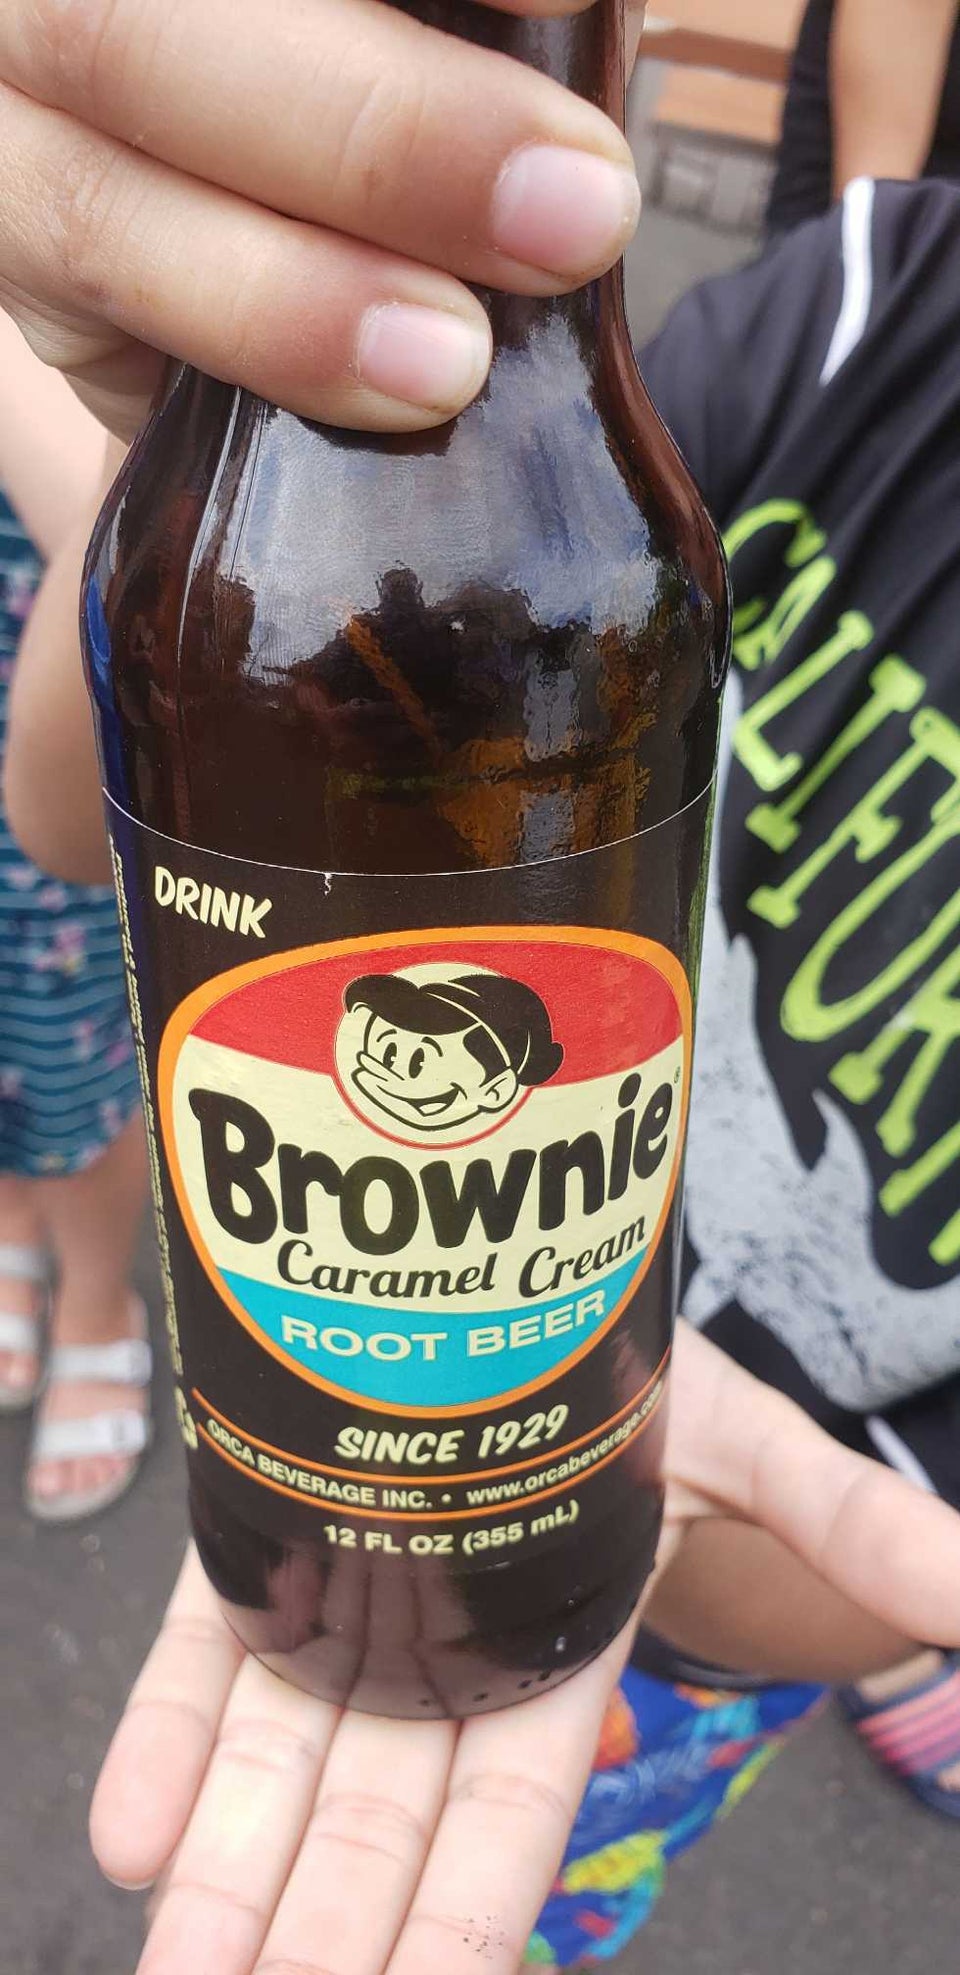 DRINK
Brownie®
Caramel Cream
ROOT BEER
SINCE 1929
ORCA BEVERAGE INC. • www.orcabeverage.com
12 FL OZ (355 mL)
CALIFOR